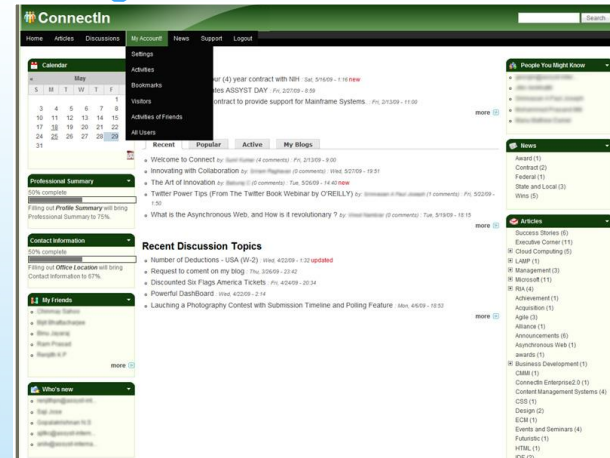 ConnectIn
Search
Home Articles Discussions My Account! News Support Logout
Settings
Activities
Bookmarks
Visitors
Activities of Friends
All Users
Calendar
« May
S M T W T F S
1
3 4 5 6 7 8
10 11 12 13 14 15
17 18 19 20 21 22
24 25 26 27 28 29
31
Professional Summary
50% complete
Filling out Profile Summary will bring
Professional Summary to 75%.
Contact Information
50% complete
Filling out Office Location will bring
Contact Information to 67%.
My Friends
more
Who's new
(4) year contract with NIH : Sat, 5/16/09 - 1:16 new
ASSYST DAY : Fri, 2/27/09 - 8:59
contract to provide support for Mainframe Systems : Fri, 2/13/09 - 11:00
more
Recent Popular Active My Blogs
Welcome to Connect by: (4 comments) : Fri, 2/13/09 - 9:00
Innovating with Collaboration by: (0 comments) : Wed, 5/27/09 - 19:51
The Art of Innovation by: (0 comments) : Tue, 5/26/09 - 14:40 new
Twitter Power Tips (From The Twitter Book Webinar by O'REILLY) by: (1 comments) : Fri, 5/22/09 -
1:50
What is the Asynchronous Web, and How is it revolutionary ? by: (0 comments) : Tue, 5/19/09 - 15:15
more
Recent Discussion Topics
Number of Deductions - USA (W-2) : Wed, 4/22/09 - 1:32 updated
Request to coment on my blog : Thu, 3/26/09 - 23:42
Discounted Six Flags America Tickets : Fri, 4/24/09 - 20:34
Powerful DashBoard : Wed, 4/22/09 - 2:14
Lauching a Photography Contest with Submission Timeline and Polling Feature : Mon, 4/6/09 - 15:53
more
People You Might Know
News
Award (1)
Contract (2)
Federal (1)
State and Local (3)
Wins (5)
Articles
Success Stories (6)
Executive Corner (11)
Cloud Computing (5)
LAMP (1)
Management (3)
Microsoft (11)
RIA (4)
Achievement (1)
Acquisition (1)
Agile (3)
Alliance (1)
Announcements (6)
Asynchronous Web (1)
awards (1)
Business Development (1)
CMMI (1)
ConnectIn Enterprise2.0 (1)
Content Management Systems (4)
CSS (1)
Design (2)
ECM (1)
Events and Seminars (4)
Futuristic (1)
HTML (1)